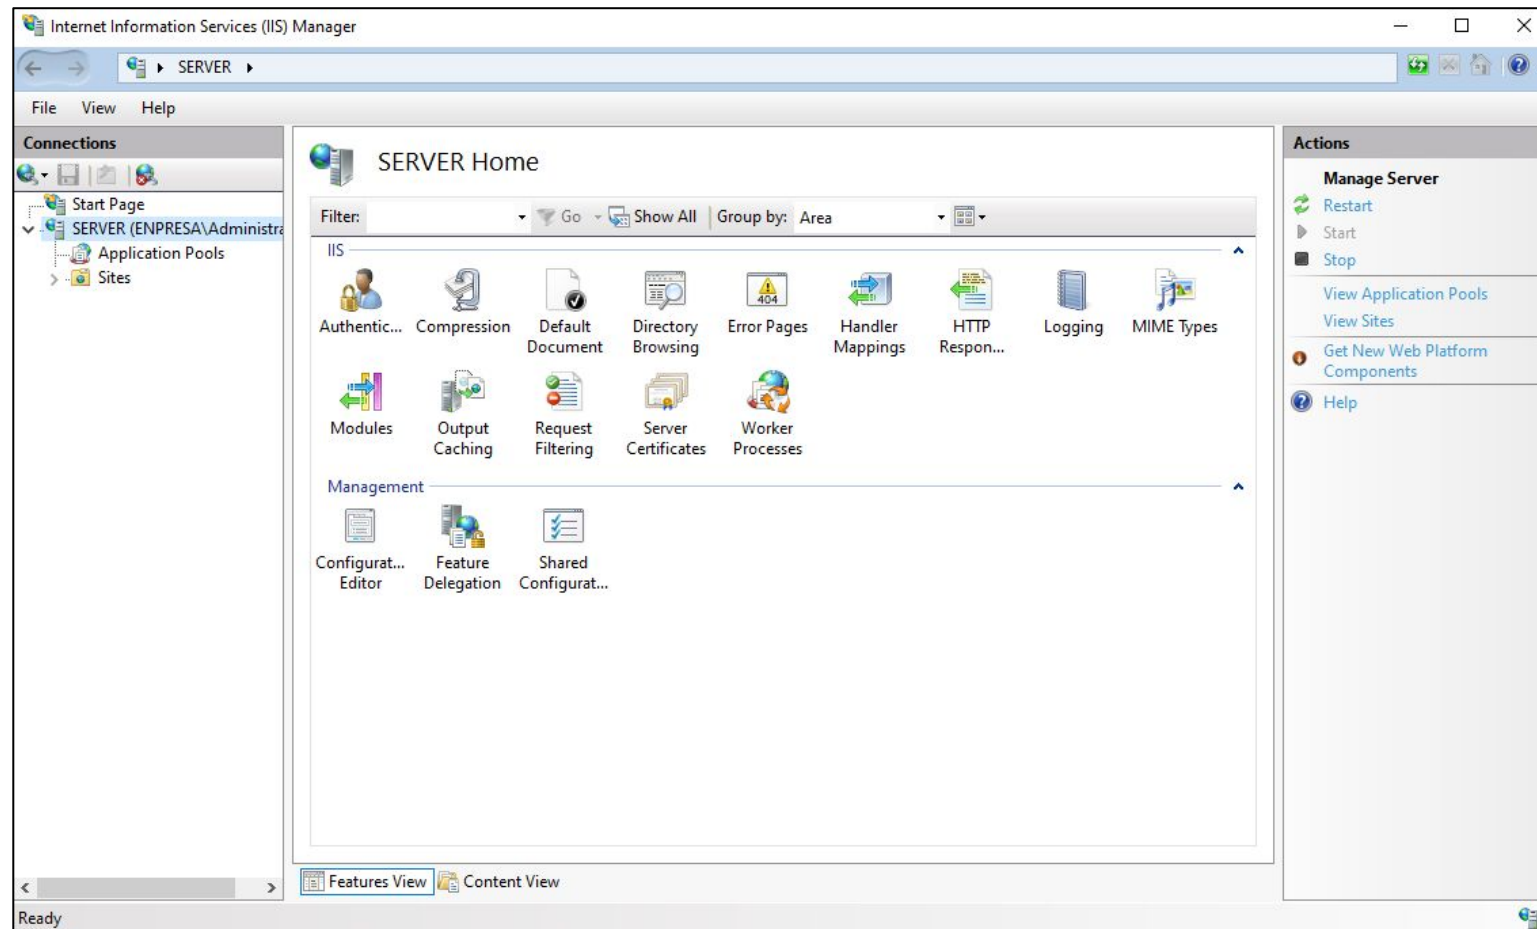 Internet Information Services (IIS) Manager
SERVER
File View Help
Connections
Start Page
SERVER (ENPRESA\Administra
Application Pools
Sites
SERVER Home
Filter: Go Show All Group by: Area
IIS
Authentic... Compression Default Document Directory Browsing Error Pages 404 Handler Mappings HTTP Respon... Logging MIME Types
Modules Output Caching Request Filtering Server Certificates Worker Processes
Management
Configurat... Editor Feature Delegation Shared Configurat...
Features View Content View
Actions
Manage Server
Restart
Start
Stop
View Application Pools
View Sites
Get New Web Platform
Components
Help
Ready